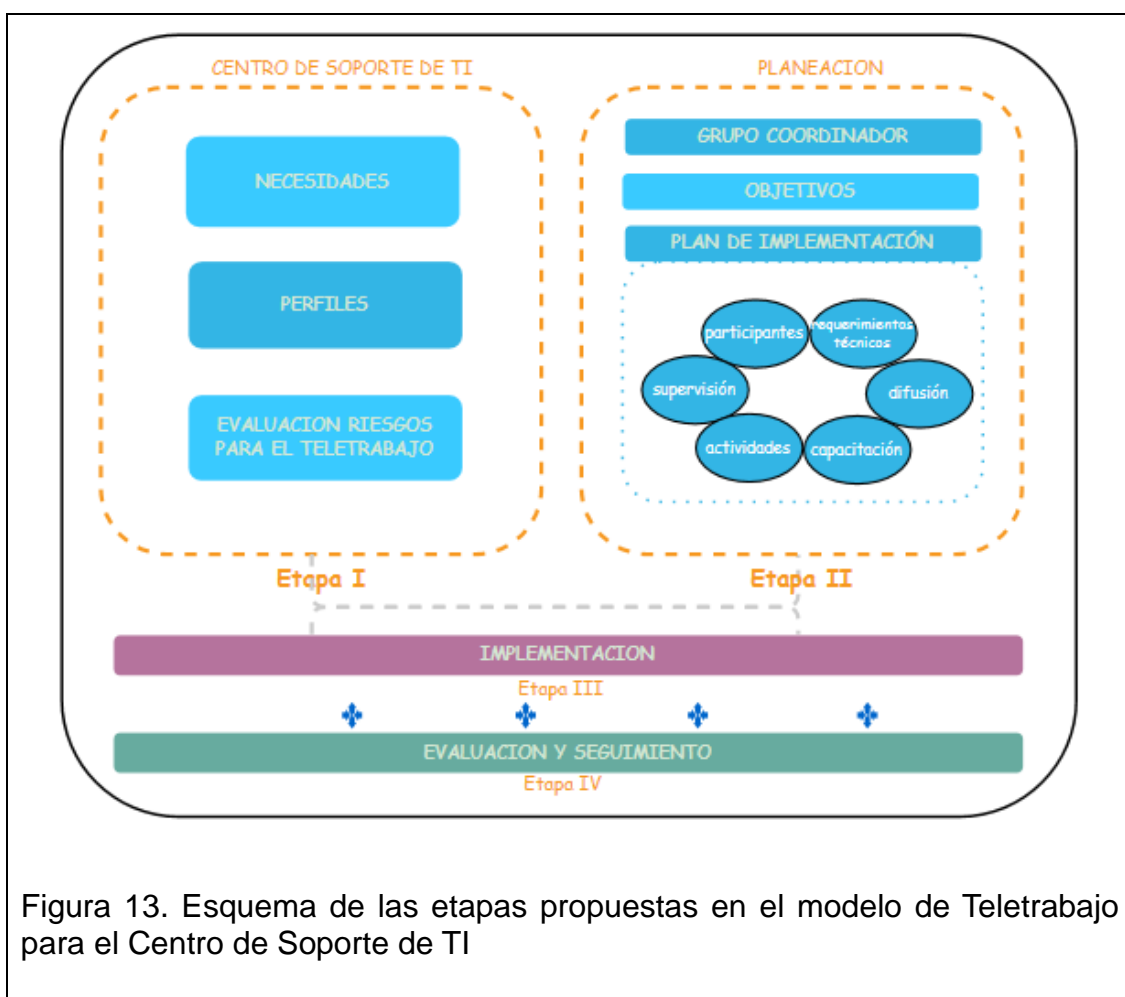 CENTRO DE SOPORTE DE TI
NECESIDADES
PERFILES
EVALUACION RIESGOS
PARA EL TELETRABAJO
Etapa I
PLANEACION
GRUPO COORDINADOR
OBJETIVOS
PLAN DE IMPLEMENTACIÓN
participantes
requerimientos
técnicos
supervisión
difusión
actividades
capacitación
Etapa II
IMPLEMENTACION
Etapa III
EVALUACION Y SEGUIMIENTO
Etapa IV
Figura 13. Esquema de las etapas propuestas en el modelo de Teletrabajo
para el Centro de Soporte de TI